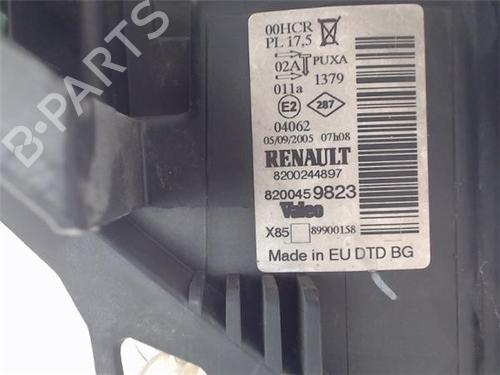 B-PARTS
00HCR
PL 17,5
02A PUXA
1379
011a
E2 287
04062
05/09/2005 07h08
RENAULT
8200244897
8200459823
Valeo
X85 89900158
Made in EU DTD BG